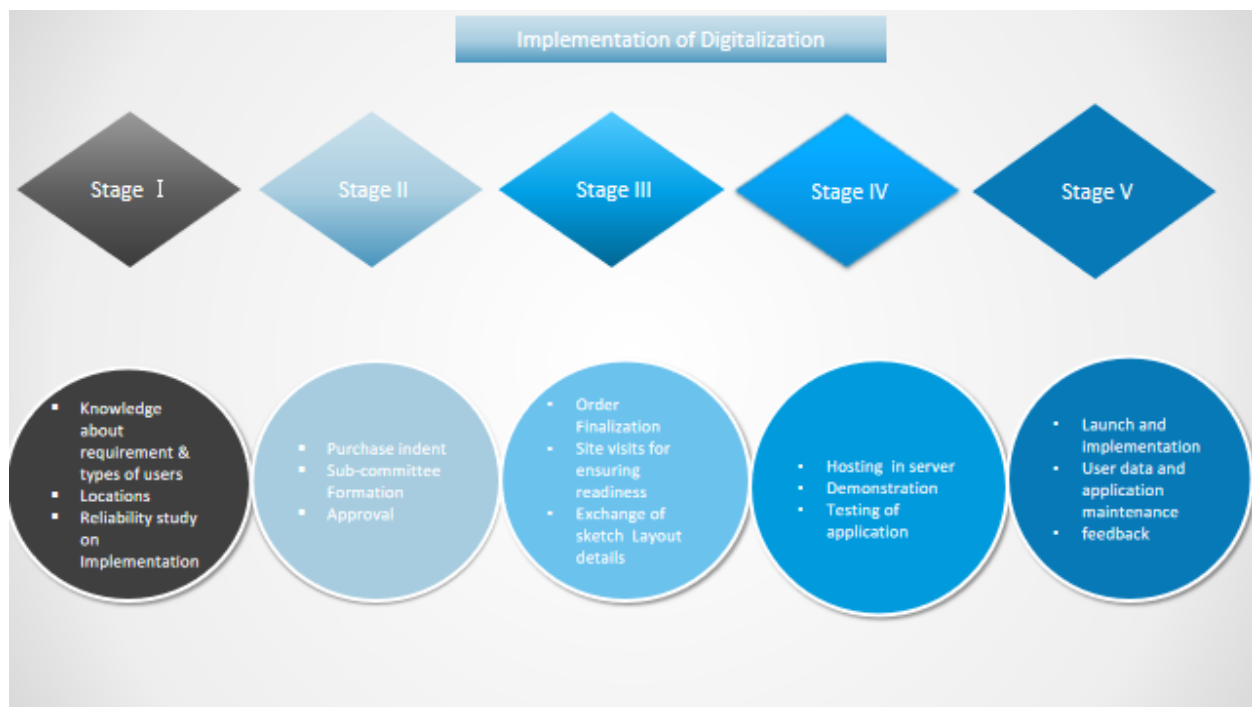 Implementation of Digitalization
Stage I
Stage II
Stage III
Stage IV
Stage V
▪ Knowledge
about
requirement &
types of users
▪ Locations
▪ Reliability study
on
Implementation
▪ Purchase indent
▪ Sub-committee
Formation
▪ Approval
• Order
Finalization
• Site visits for
ensuring
readiness
• Exchange of
sketch Layout
details
• Hosting in server
• Demonstration
• Testing of
application
• Launch and
Implementation
• User data and
application
maintenance
• feedback